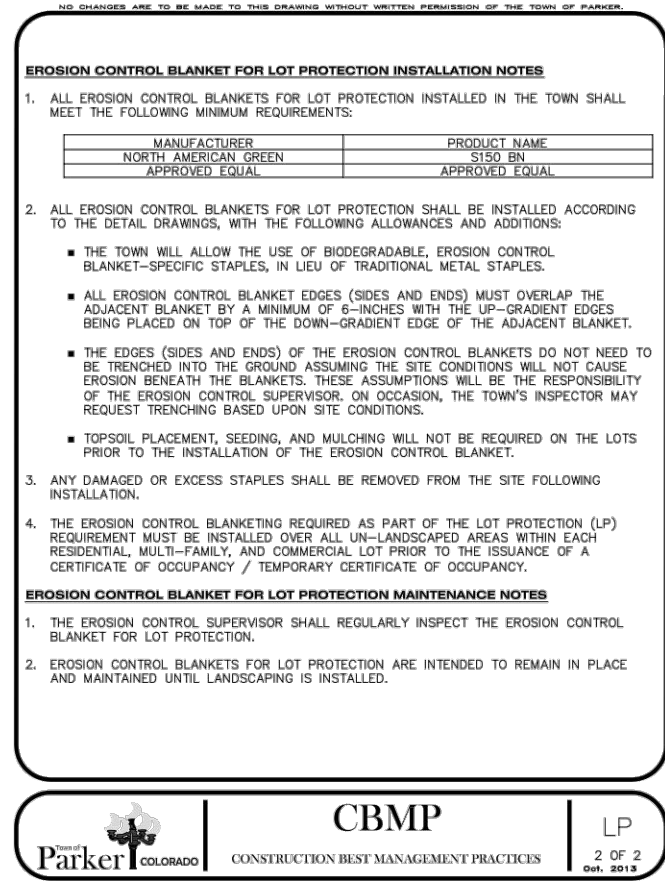 NO CHANGES ARE TO BE MADE TO THIS DRAWING WITHOUT WRITTEN PERMISSION OF THE TOWN OF PARKER.
EROSION CONTROL BLANKET FOR LOT PROTECTION INSTALLATION NOTES
1. ALL EROSION CONTROL BLANKETS FOR LOT PROTECTION INSTALLED IN THE TOWN SHALL
MEET THE FOLLOWING MINIMUM REQUIREMENTS:
MANUFACTURER PRODUCT NAME
NORTH AMERICAN GREEN S150 BN
APPROVED EQUAL APPROVED EQUAL
2. ALL EROSION CONTROL BLANKETS FOR LOT PROTECTION SHALL BE INSTALLED ACCORDING
TO THE DETAIL DRAWINGS, WITH THE FOLLOWING ALLOWANCES AND ADDITIONS:
■ THE TOWN WILL ALLOW THE USE OF BIODEGRADABLE, EROSION CONTROL
BLANKET-SPECIFIC STAPLES, IN LIEU OF TRADITIONAL METAL STAPLES.
■ ALL EROSION CONTROL BLANKET EDGES (SIDES AND ENDS) MUST OVERLAP THE
ADJACENT BLANKET BY A MINIMUM OF 6-INCHES WITH THE UP-GRADIENT EDGES
BEING PLACED ON TOP OF THE DOWN-GRADIENT EDGE OF THE ADJACENT BLANKET.
■ THE EDGES (SIDES AND ENDS) OF THE EROSION CONTROL BLANKETS DO NOT NEED TO
BE TRENCHED INTO THE GROUND ASSUMING THE SITE CONDITIONS WILL NOT CAUSE
EROSION BENEATH THE BLANKETS. THESE ASSUMPTIONS WILL BE THE RESPONSIBILITY
OF THE EROSION CONTROL SUPERVISOR. ON OCCASION, THE TOWN'S INSPECTOR MAY
REQUEST TRENCHING BASED UPON SITE CONDITIONS.
■ TOPSOIL PLACEMENT, SEEDING, AND MULCHING WILL NOT BE REQUIRED ON THE LOTS
PRIOR TO THE INSTALLATION OF THE EROSION CONTROL BLANKET.
3. ANY DAMAGED OR EXCESS STAPLES SHALL BE REMOVED FROM THE SITE FOLLOWING
INSTALLATION.
4. THE EROSION CONTROL BLANKETING REQUIRED AS PART OF THE LOT PROTECTION (LP)
REQUIREMENT MUST BE INSTALLED OVER ALL UN-LANDSCAPED AREAS WITHIN EACH
RESIDENTIAL, MULTI-FAMILY, AND COMMERCIAL LOT PRIOR TO THE ISSUANCE OF A
CERTIFICATE OF OCCUPANCY / TEMPORARY CERTIFICATE OF OCCUPANCY.
EROSION CONTROL BLANKET FOR LOT PROTECTION MAINTENANCE NOTES
1. THE EROSION CONTROL SUPERVISOR SHALL REGULARLY INSPECT THE EROSION CONTROL
BLANKET FOR LOT PROTECTION.
2. EROSION CONTROL BLANKETS FOR LOT PROTECTION ARE INTENDED TO REMAIN IN PLACE
AND MAINTAINED UNTIL LANDSCAPING IS INSTALLED.
Town of
Parker COLORADO
CBMP
CONSTRUCTION BEST MANAGEMENT PRACTICES
LP
2 OF 2
Oct. 2013